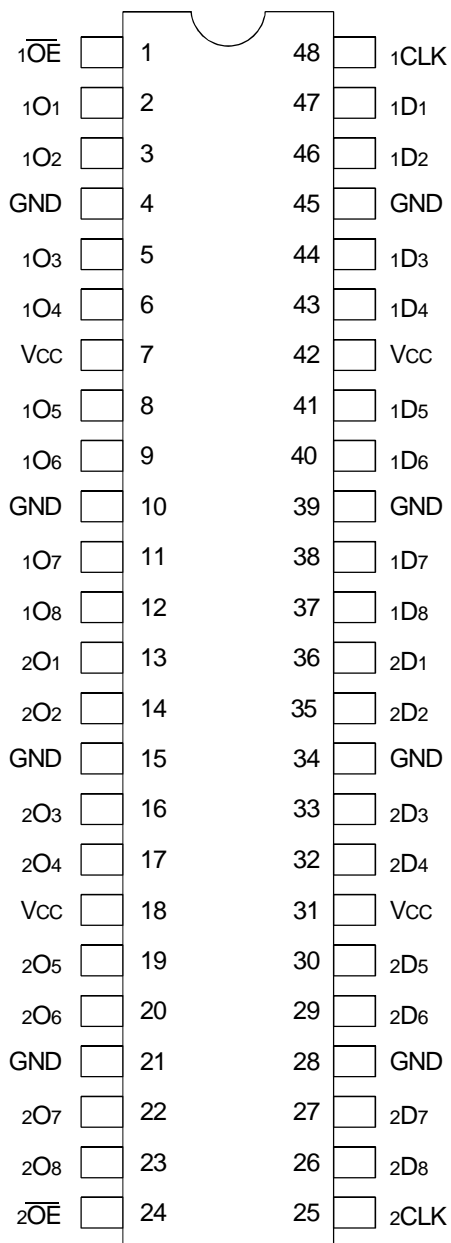 1OE 1 48 1CLK
1O1 2 47 1D1
1O2 3 46 1D2
GND 4 45 GND
1O3 5 44 1D3
1O4 6 43 1D4
VCC 7 42 VCC
1O5 8 41 1D5
1O6 9 40 1D6
GND 10 39 GND
1O7 11 38 1D7
1O8 12 37 1D8
2O1 13 36 2D1
2O2 14 35 2D2
GND 15 34 GND
2O3 16 33 2D3
2O4 17 32 2D4
VCC 18 31 VCC
2O5 19 30 2D5
2O6 20 29 2D6
GND 21 28 GND
2O7 22 27 2D7
2O8 23 26 2D8
2OE 24 25 2CLK